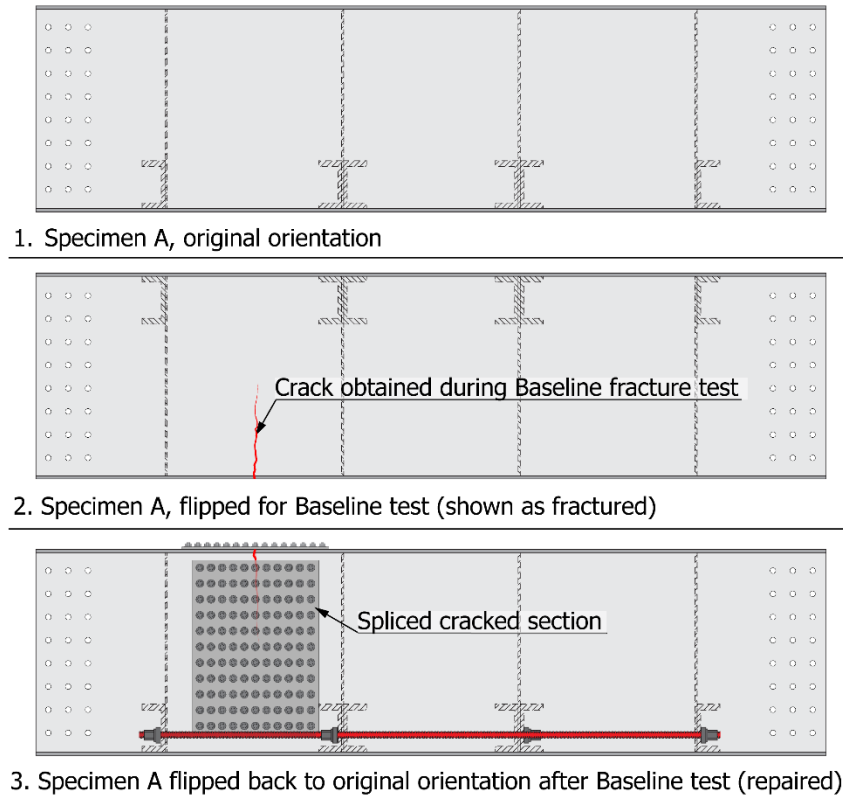 1. Specimen A, original orientation
Crack obtained during Baseline fracture test
2. Specimen A, flipped for Baseline test (shown as fractured)
Spliced cracked section
3. Specimen A flipped back to original orientation after Baseline test (repaired)